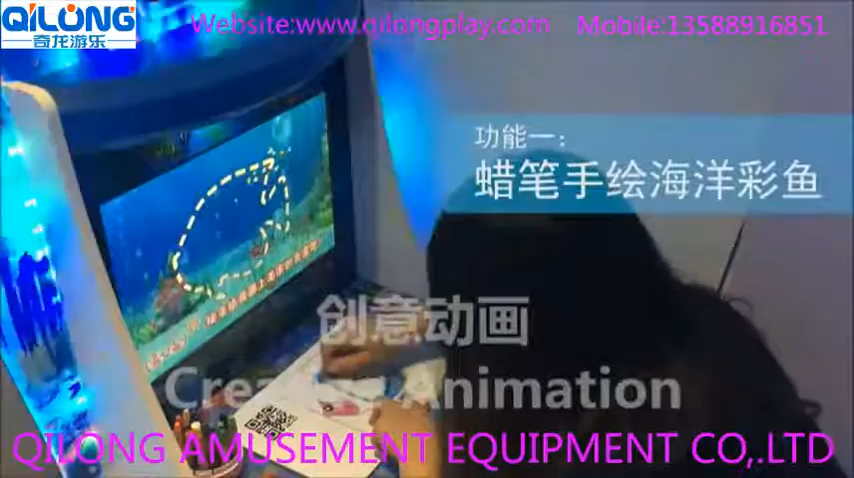 QILONG
奇龙游乐
Website:www.qilongplay.com Mobile:13588916851
功能一:
蜡笔手绘海洋彩鱼
创意动画
Creative Animation
QILONG AMUSEMENT EQUIPMENT CO,.LTD